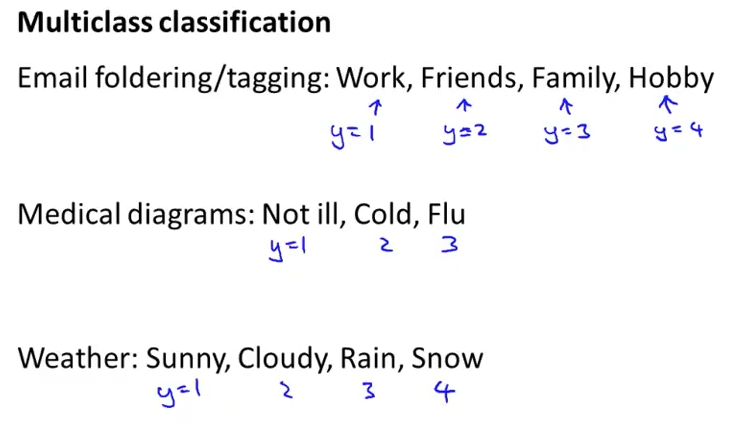 Multiclass classification
Email foldering/tagging: Work, Friends, Family, Hobby
y=1 y=2 y=3 y=4
Medical diagrams: Not ill, Cold, Flu
y=1 2 3
Weather: Sunny, Cloudy, Rain, Snow
y=1 2 3 4